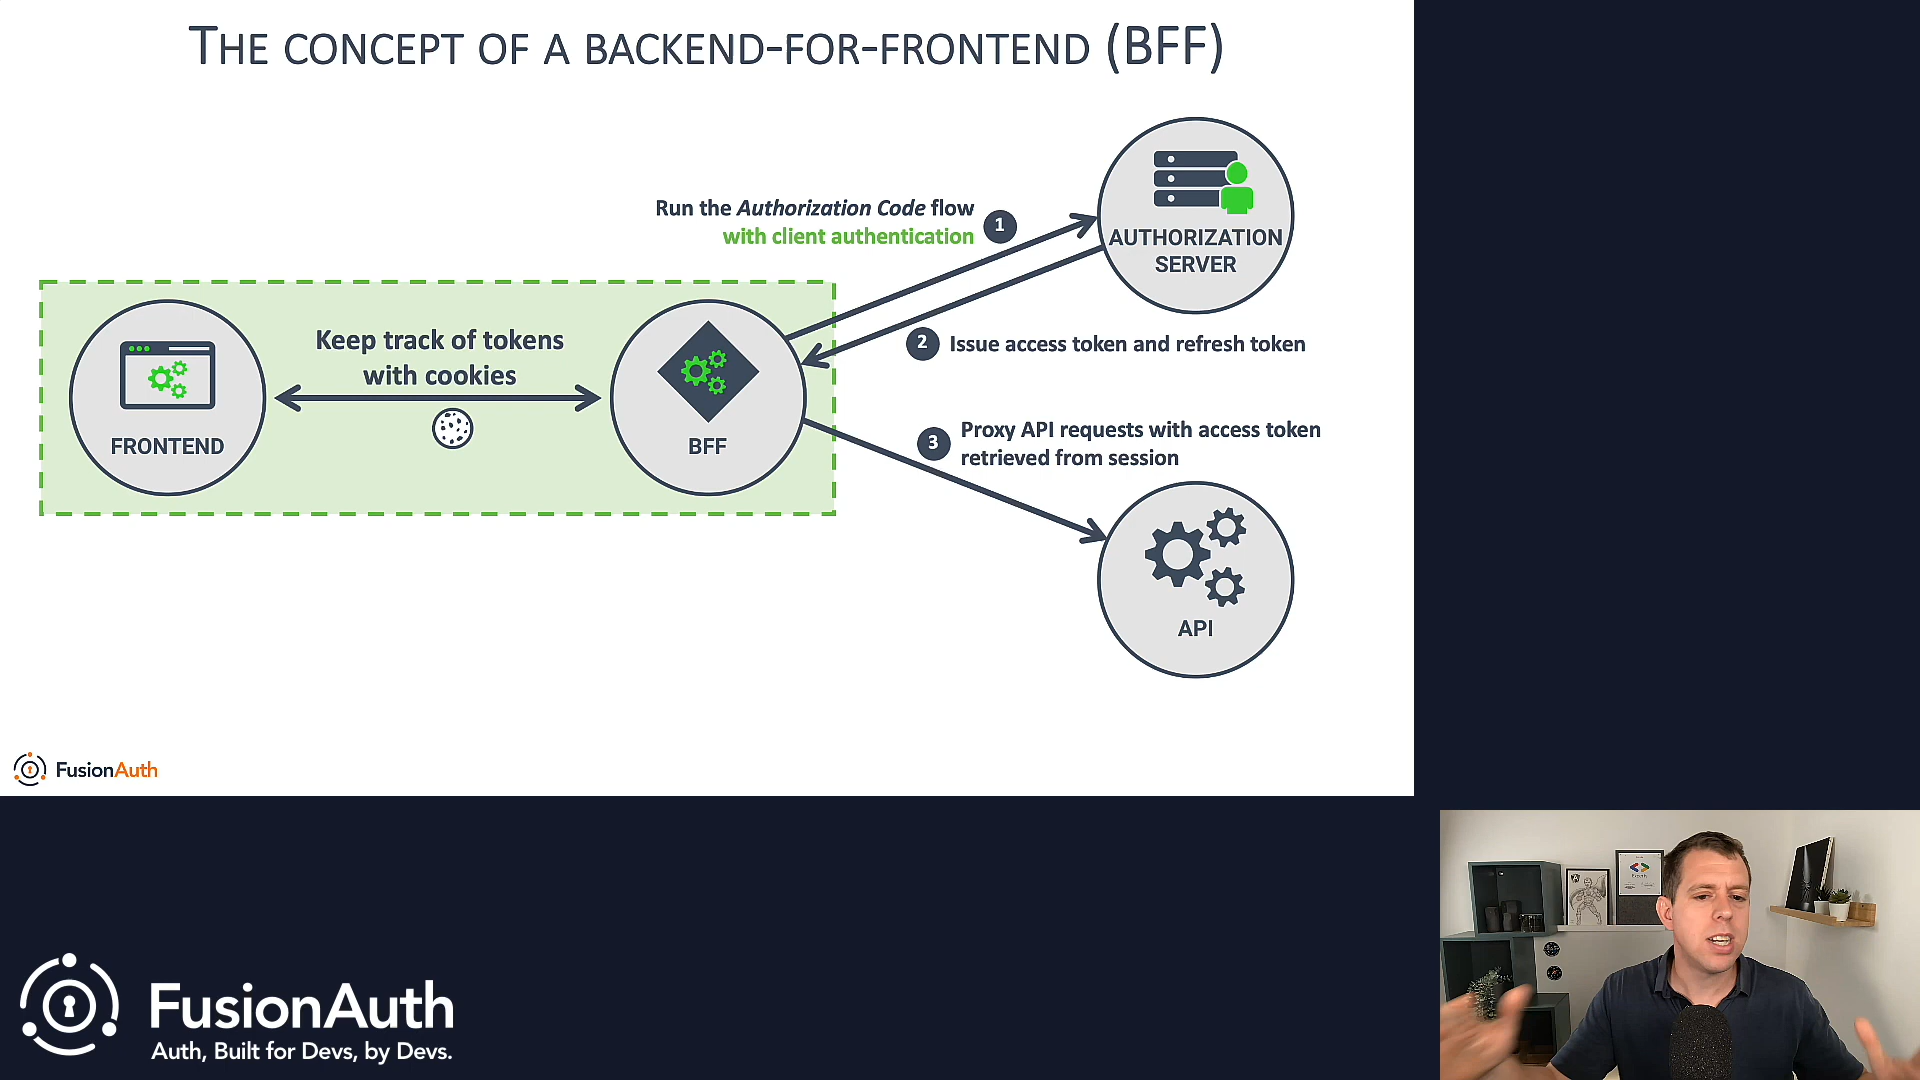 THE CONCEPT OF A BACKEND-FOR-FRONTEND (BFF)
Run the Authorization Code flow
with client authentication
1
AUTHORIZATION
SERVER
Keep track of tokens
with cookies
2
Issue access token and refresh token
FRONTEND
BFF
3
Proxy API requests with access token
retrieved from session
API
FusionAuth
FusionAuth
Auth, Built for Devs, by Devs.